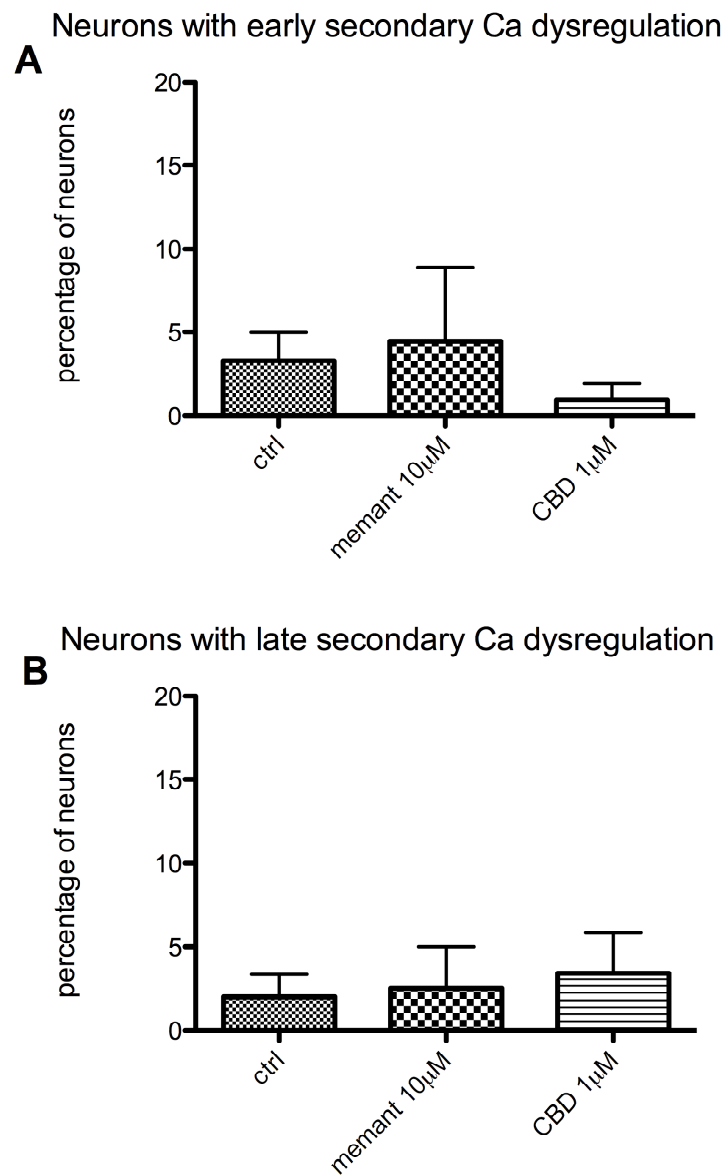 Neurons with early secondary Ca dysregulation
A
20
15
10
5
0
percentage of neurons
ctrl
memant 10μM
CBD 1μM
Neurons with late secondary Ca dysregulation
B
20
15
10
5
0
percentage of neurons
ctrl
memant 10μM
CBD 1μM